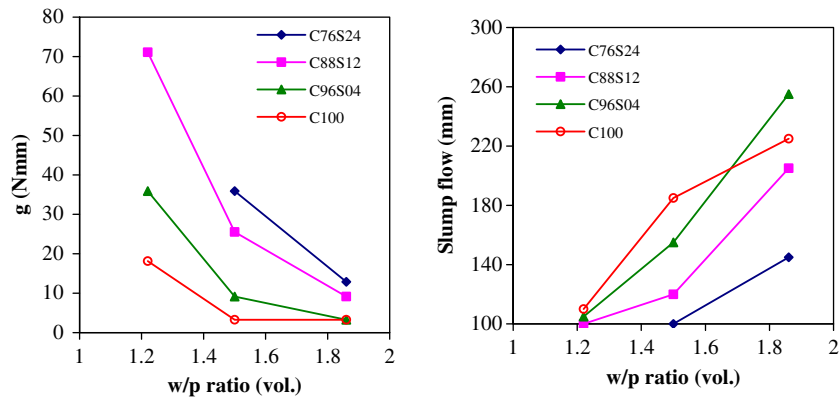 80
70
60
50
40
30
20
10
0
g (Nmm)
C76S24
C88S12
C96S04
C100
1 1.2 1.4 1.6 1.8 2
w/p ratio (vol.)
300
260
220
180
140
100
Slump flow (mm)
C76S24
C88S12
C96S04
C100
1 1.2 1.4 1.6 1.8 2
w/p ratio (vol.)